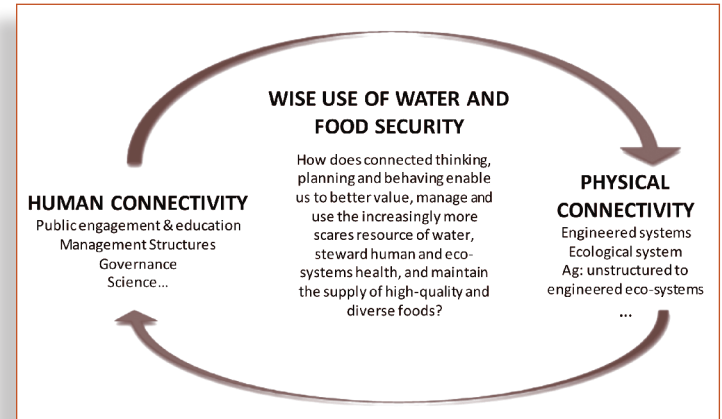 WISE USE OF WATER AND
FOOD SECURITY
How does connected thinking,
planning and behaving enable
us to better value, manage and
use the increasingly more
scares resource of water,
steward human and eco-
systems health, and maintain
the supply of high-quality and
diverse foods?
HUMAN CONNECTIVITY
Public engagement & education
Management Structures
Governance
Science...
PHYSICAL
CONNECTIVITY
Engineered systems
Ecological system
Ag: unstructured to
engineered eco-systems
...